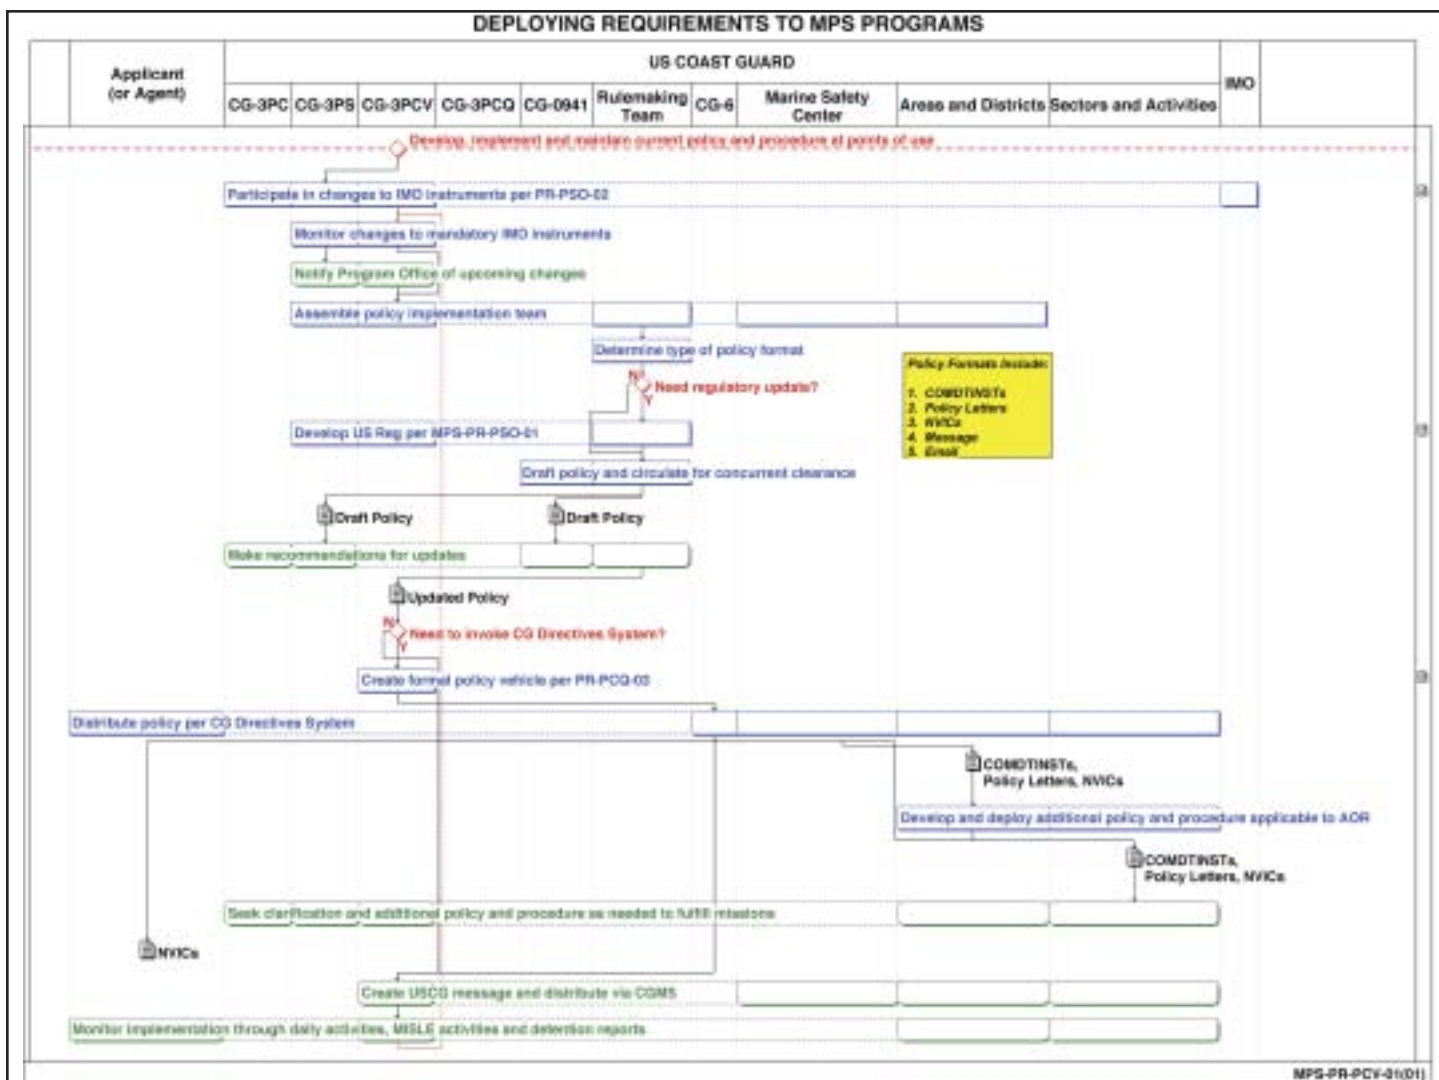 DEPLOYING REQUIREMENTS TO MPS PROGRAMS
Applicant
(or Agent)
US COAST GUARD
IMO
CG-3PC
CG-3PS
CG-3PCV
CG-3PCQ
CG-0941
Rulemaking
Team
CG-6
Marine Safety
Center
Areas and Districts
Sectors and Activities
Develop, implement and maintain current policy and procedure at points of use
Participate in changes to IMO instruments per PR-PSO-02
Monitor changes to mandatory IMO instruments
Notify Program Office of upcoming changes
Assemble policy implementation team
Determine type of policy format
Policy Formats Include:
1. COMDTINSTs
2. Policy Letters
3. NVICs
4. Message
5. Email
N
Need regulatory update?
Y
Develop US Reg per MPS-PR-PSO-01
Draft policy and circulate for concurrent clearance
Draft Policy
Draft Policy
Make recommendations for updates
Updated Policy
N
Need to invoke CG Directives System?
Y
Create formal policy vehicle per PR-PCQ-03
Distribute policy per CG Directives System
COMDTINSTs,
Policy Letters, NVICs
Develop and deploy additional policy and procedure applicable to AOR
COMDTINSTs,
Policy Letters, NVICs
Seek clarification and additional policy and procedure as needed to fulfill missions
NVICs
Create USCG message and distribute via CGMS
Monitor implementation through daily activities, MISLE activities and detention reports
MPS-PR-PCV-01(01)